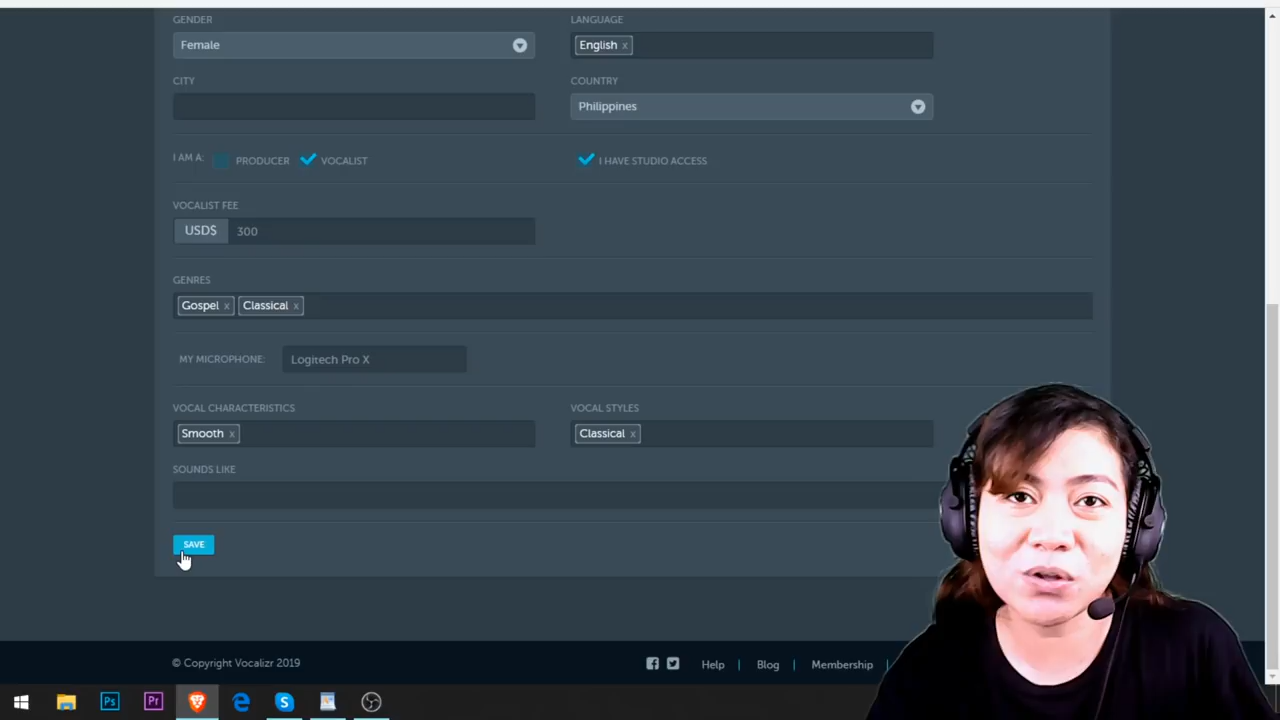 GENDER
LANGUAGE
Female
English x
CITY
COUNTRY
Philippines
I AM A: PRODUCER VOCALIST I HAVE STUDIO ACCESS
VOCALIST FEE
USD$ 300
GENRES
Gospel x Classical x
MY MICROPHONE: Logitech Pro X
VOCAL CHARACTERISTICS
VOCAL STYLES
Smooth x
Classical x
SOUNDS LIKE
SAVE
© Copyright Vocalizr 2019
Help | Blog | Membership |
Ps Pr